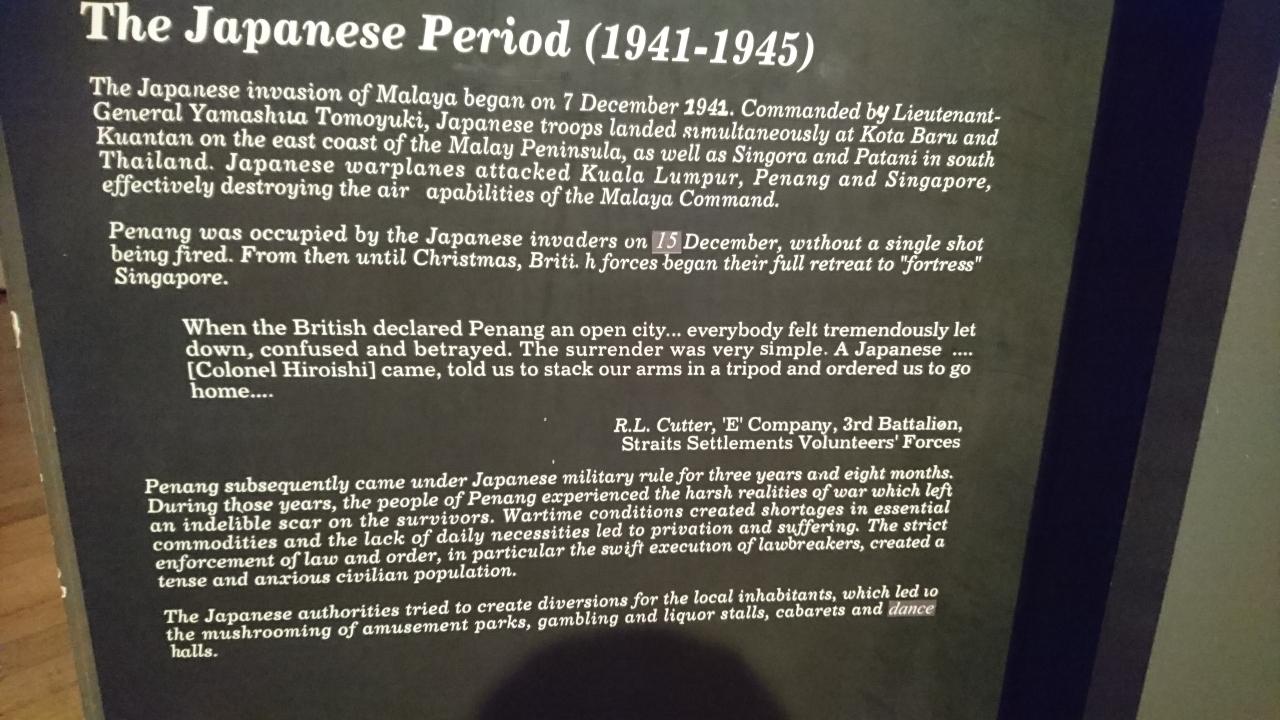 The Japanese Period (1941-1945)
The Japanese invasion of Malaya began on 7 December 1941. Commanded by Lieutenant-
General Yamashita Tomoyuki, Japanese troops landed simultaneously at Kota Baru and
Kuantan on the east coast of the Malay Peninsula, as well as Singora and Patani in south
Thailand. Japanese warplanes attacked Kuala Lumpur, Penang and Singapore,
effectively destroying the air apabilities of the Malaya Command.
Penang was occupied by the Japanese invaders on 15 December, without a single shot
being fired. From then until Christmas, Briti. h forces began their full retreat to "fortress"
Singapore.
When the British declared Penang an open city... everybody felt tremendously let
down, confused and betrayed. The surrender was very simple. A Japanese ....
[Colonel Hiroishi] came, told us to stack our arms in a tripod and ordered us to go
home....
R.L. Cutter, 'E' Company, 3rd Battalion,
Straits Settlements Volunteers' Forces
Penang subsequently came under Japanese military rule for three years and eight months.
During those years, the people of Penang experienced the harsh realities of war which left
an indelible scar on the survivors. Wartime conditions created shortages in essential
commodities and the lack of daily necessities led to privation and suffering. The strict
enforcement of law and order, in particular the swift execution of lawbreakers, created a
tense and anxious civilian population.
The Japanese authorities tried to create diversions for the local inhabitants, which led to
the mushrooming of amusement parks, gambling and liquor stalls, cabarets and dance
halls.